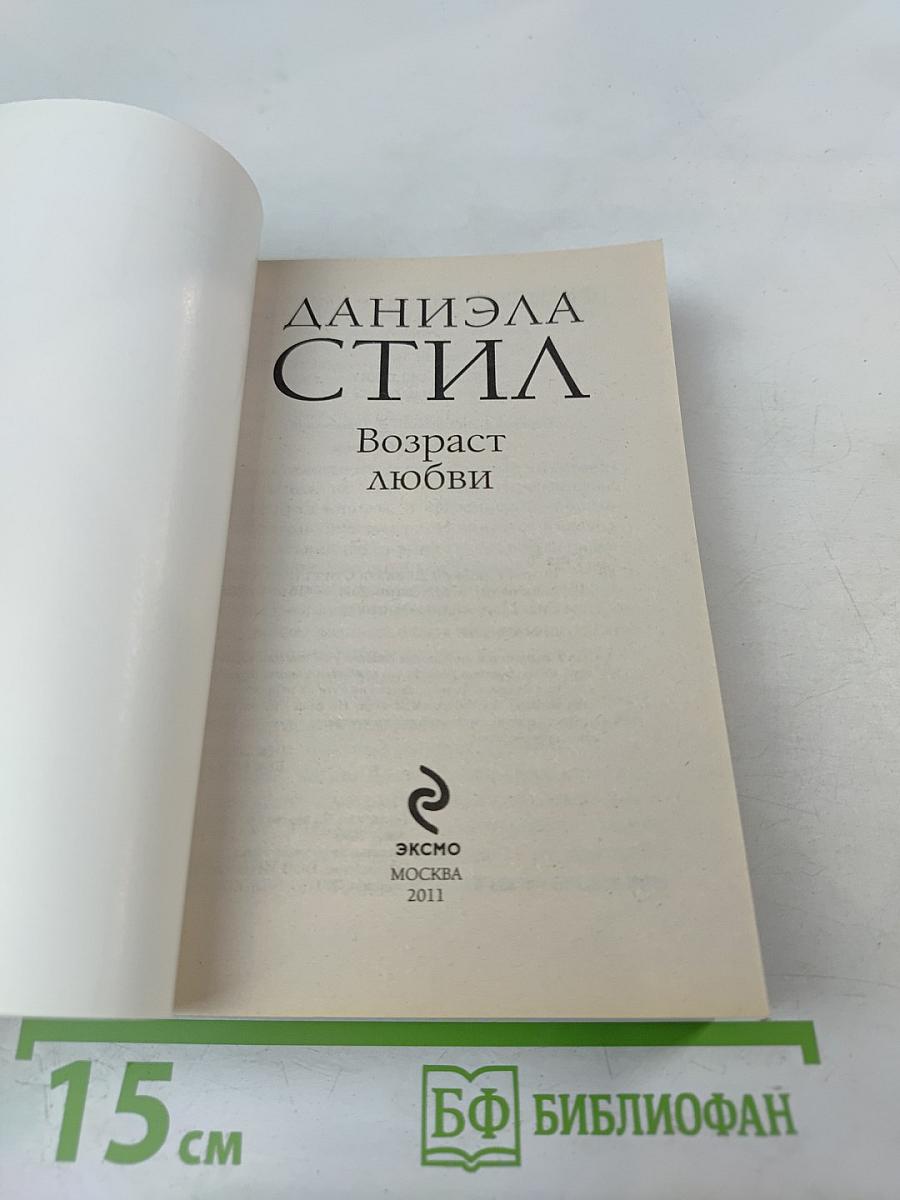 ДАНИЭЛА
СТИЛ
Возраст
любви
ЭКСМО
МОСКВА
2011
15 см
БФ БИБЛИОФАН